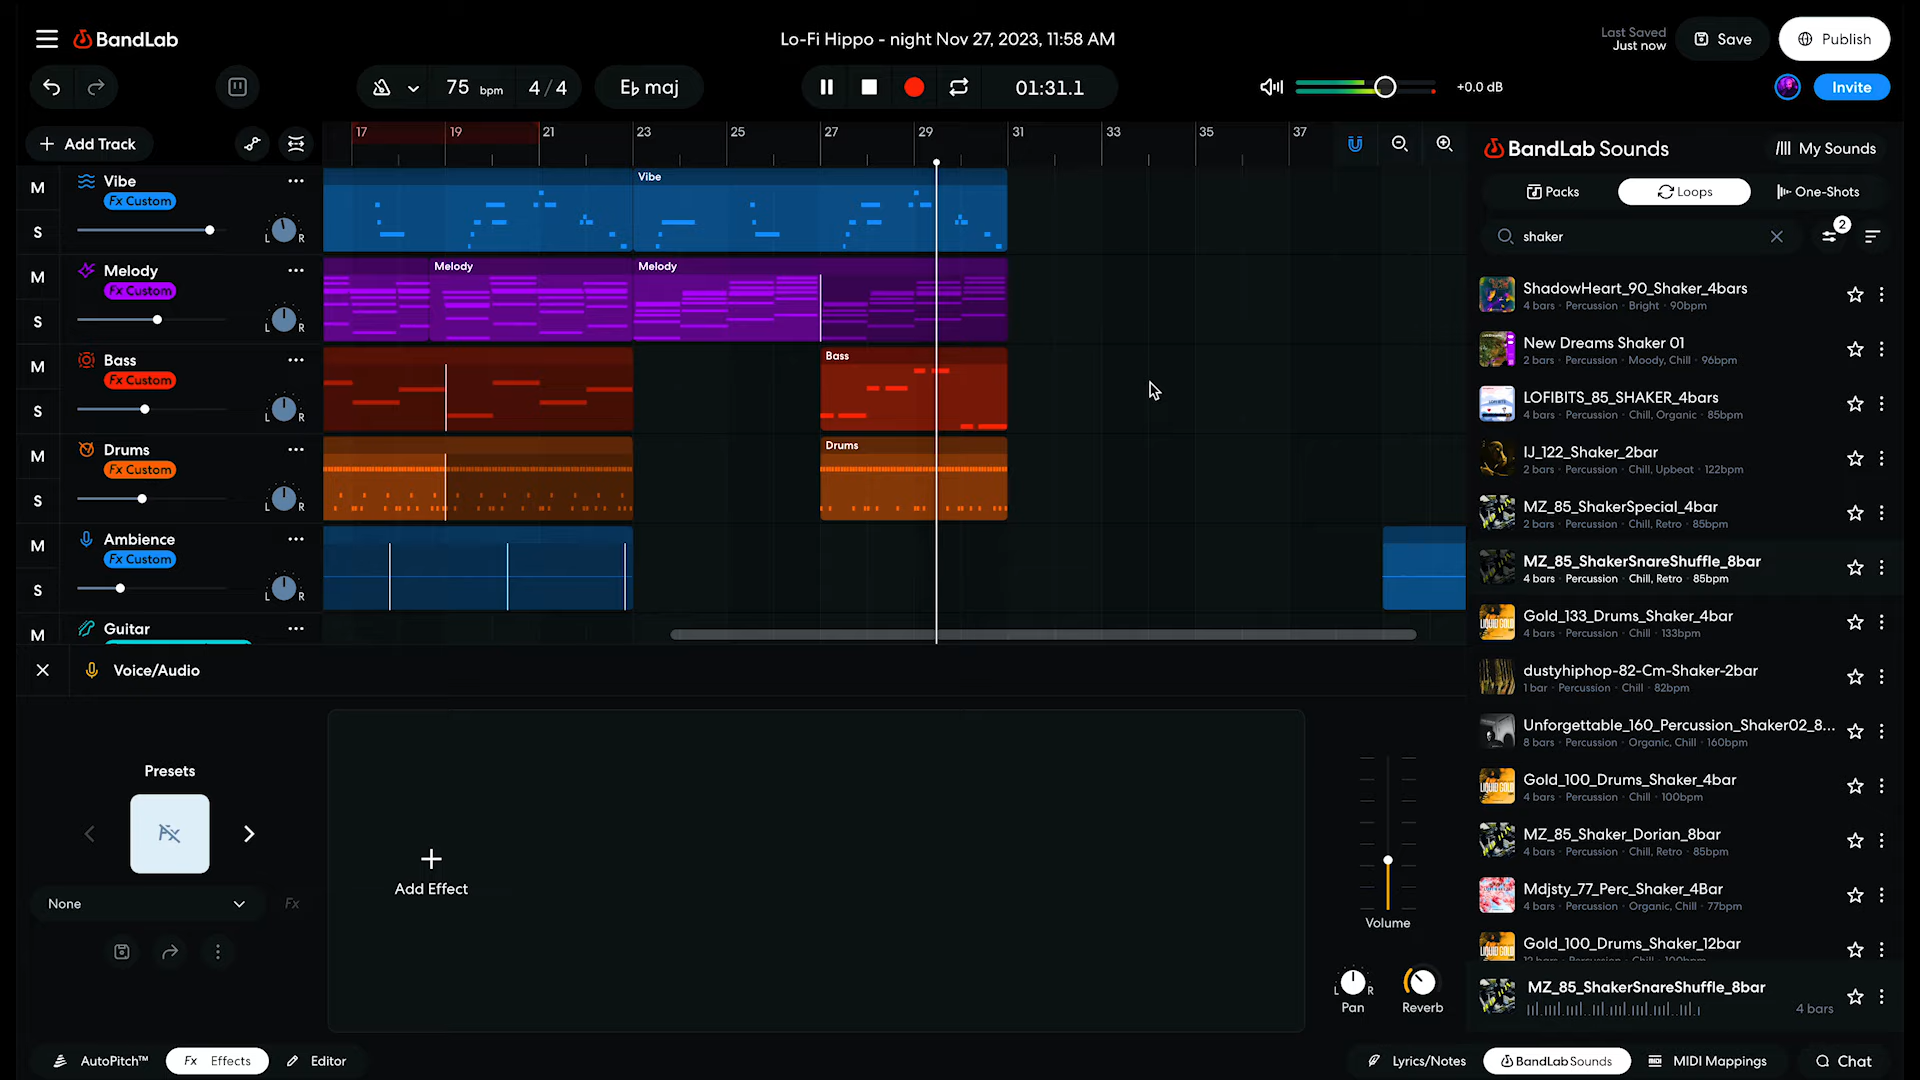 BandLab
Lo-Fi Hippo - night Nov 27, 2023, 11:58 AM
Last Saved
Just now
Save
Publish
75 bpm
4 / 4
E♭ maj
01:31.1
+0.0 dB
Invite
Add Track
17
19
21
23
25
27
29
31
33
35
37
BandLab Sounds
My Sounds
Packs
Loops
One-Shots
shaker
2
M
S
Vibe
Fx Custom
L R
Vibe
M
S
Melody
Fx Custom
L R
Melody
Melody
M
S
Bass
Fx Custom
L R
Bass
M
S
Drums
Fx Custom
L R
Drums
M
S
Ambience
Fx Custom
L R
M
Guitar
ShadowHeart_90_Shaker_4bars
4 bars · Percussion · Bright · 90bpm
New Dreams Shaker 01
2 bars · Percussion · Moody, Chill · 96bpm
LOFIBITS_85_SHAKER_4bars
4 bars · Percussion · Chill, Organic · 85bpm
IJ_122_Shaker_2bar
2 bars · Percussion · Chill, Upbeat · 122bpm
MZ_85_ShakerSpecial_4bar
2 bars · Percussion · Chill, Retro · 85bpm
MZ_85_ShakerSnareShuffle_8bar
4 bars · Percussion · Chill, Retro · 85bpm
Gold_133_Drums_Shaker_4bar
4 bars · Percussion · Chill · 133bpm
dustyhiphop-82-Cm-Shaker-2bar
1 bar · Percussion · Chill · 82bpm
Unforgettable_160_Percussion_Shaker02_8...
8 bars · Percussion · Organic, Chill · 160bpm
Gold_100_Drums_Shaker_4bar
4 bars · Percussion · Chill · 100bpm
MZ_85_Shaker_Dorian_8bar
4 bars · Percussion · Chill, Retro · 85bpm
Mdjsty_77_Perc_Shaker_4Bar
4 bars · Percussion · Organic, Chill · 77bpm
Gold_100_Drums_Shaker_12bar
12 bars · Percussion · Chill · 100bpm
MZ_85_ShakerSnareShuffle_8bar
4 bars
Voice/Audio
Presets
Fx
None
Fx
Add Effect
Volume
L R
Pan
Reverb
AutoPitch™
Fx Effects
Editor
Lyrics/Notes
BandLab Sounds
MIDI Mappings
Chat